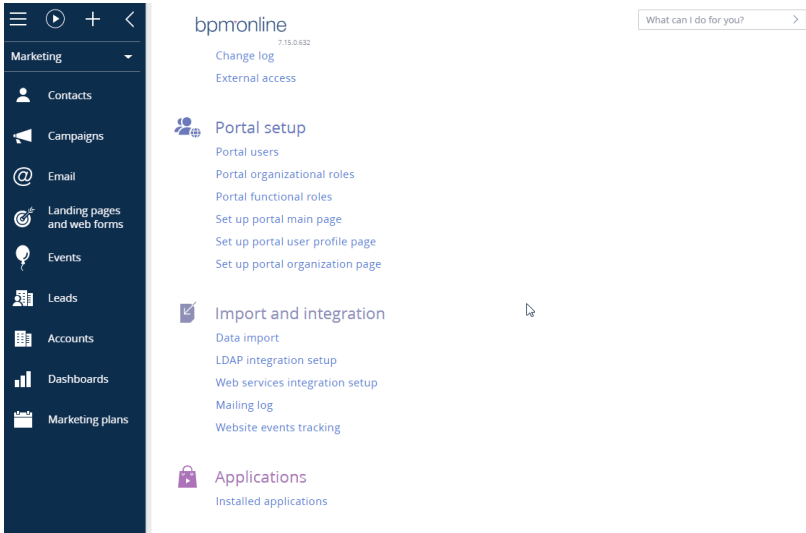 Marketing
Contacts
Campaigns
Email
Landing pages
and web forms
Events
Leads
Accounts
Dashboards
Marketing plans
bpmonline
7.15.0.632
What can I do for you?
Change log
External access
Portal setup
Portal users
Portal organizational roles
Portal functional roles
Set up portal main page
Set up portal user profile page
Set up portal organization page
Import and integration
Data import
LDAP integration setup
Web services integration setup
Mailing log
Website events tracking
Applications
Installed applications